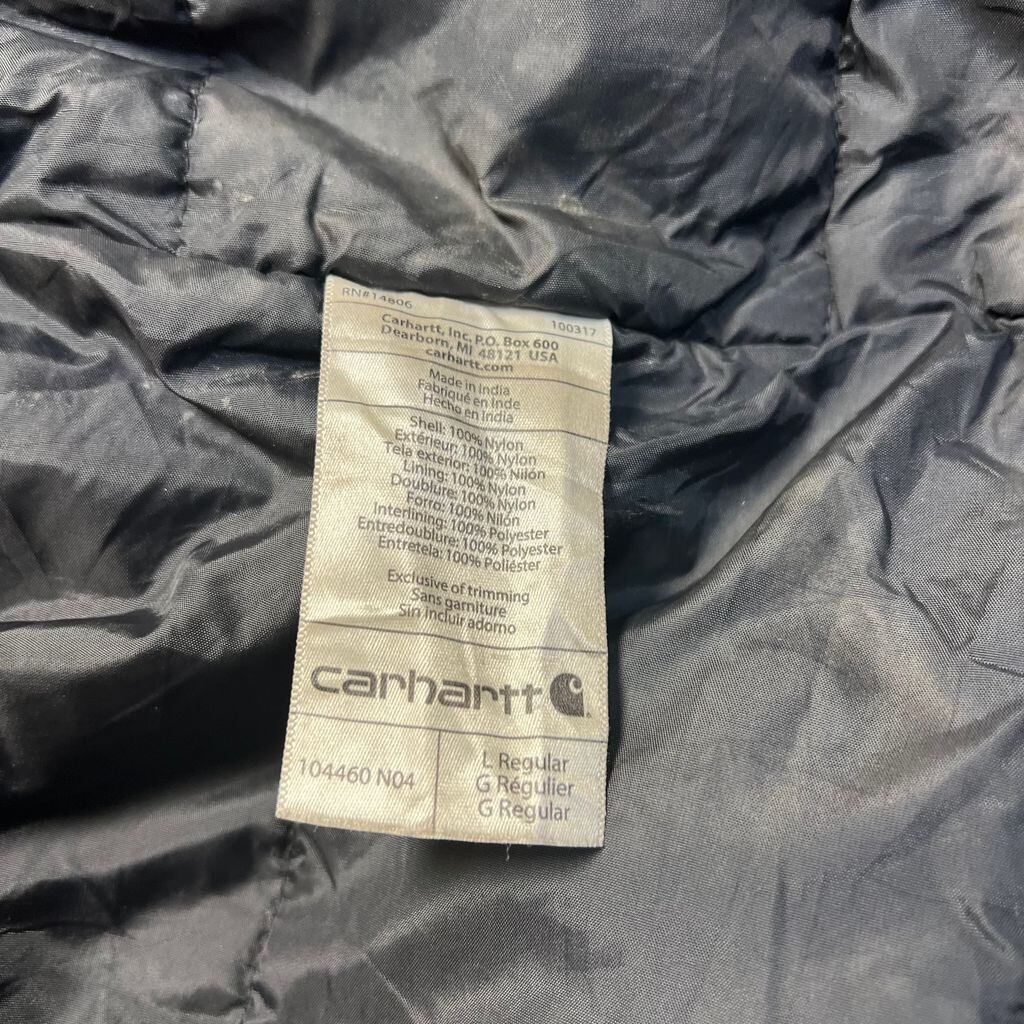 RN#14806
100317
Carhartt, Inc. P.O. Box 600
Dearborn, MI 48121 USA
carhartt.com
Made in India
Fabriqué en Inde
Hecho en India
Shell: 100% Nylon
Extérieur: 100% Nylon
Tela exterior: 100% Nilón
Lining: 100% Nylon
Doublure: 100% Nylon
Forro: 100% Nilón
Interlining: 100% Polyester
Entredoublure: 100% Polyester
Entretela: 100% Poliéster
Exclusive of trimming
Sans garniture
Sin incluir adorno
carhartt
104460 N04
L Regular
G Régulier
G Regular